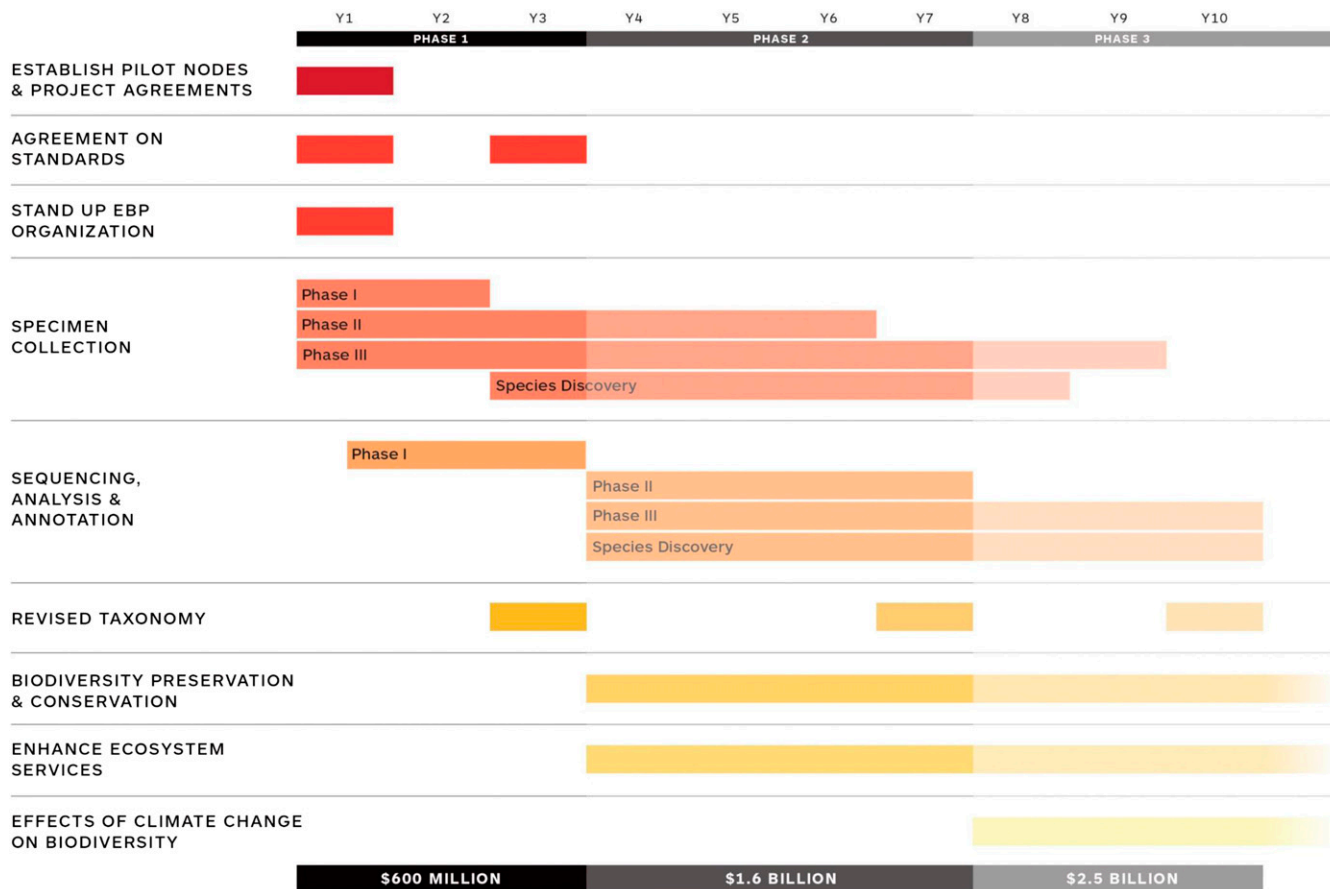 Y1 Y2 Y3 Y4 Y5 Y6 Y7 Y8 Y9 Y10
PHASE 1 PHASE 2 PHASE 3
ESTABLISH PILOT NODES
& PROJECT AGREEMENTS
AGREEMENT ON
STANDARDS
STAND UP EBP
ORGANIZATION
SPECIMEN
COLLECTION
Phase I
Phase II
Phase III
Species Discovery
SEQUENCING,
ANALYSIS &
ANNOTATION
Phase I
Phase II
Phase III
Species Discovery
REVISED TAXONOMY
BIODIVERSITY PRESERVATION
& CONSERVATION
ENHANCE ECOSYSTEM
SERVICES
EFFECTS OF CLIMATE CHANGE
ON BIODIVERSITY
$600 MILLION $1.6 BILLION $2.5 BILLION